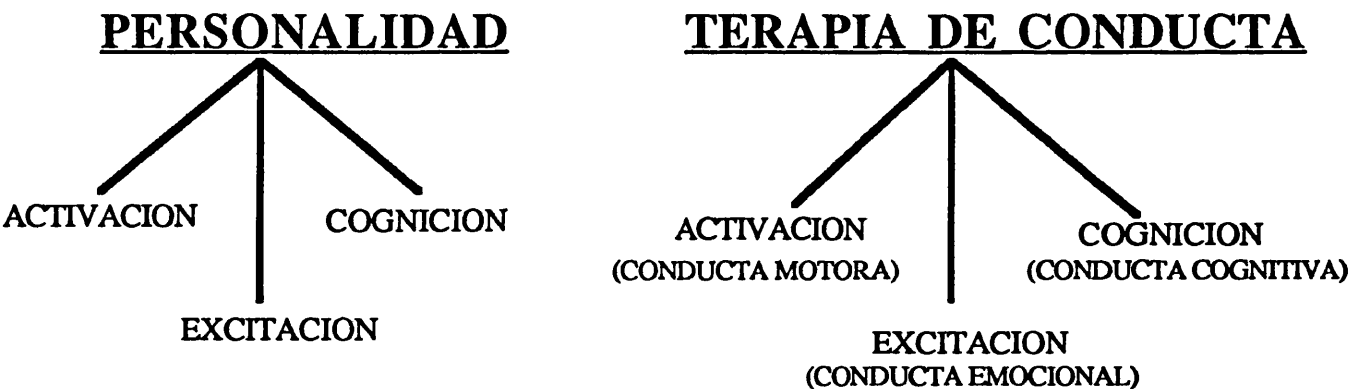 PERSONALIDAD
ACTIVACION
COGNICION
EXCITACION
TERAPIA DE CONDUCTA
ACTIVACION
(CONDUCTA MOTORA)
COGNICION
(CONDUCTA COGNITIVA)
EXCITACION
(CONDUCTA EMOCIONAL)